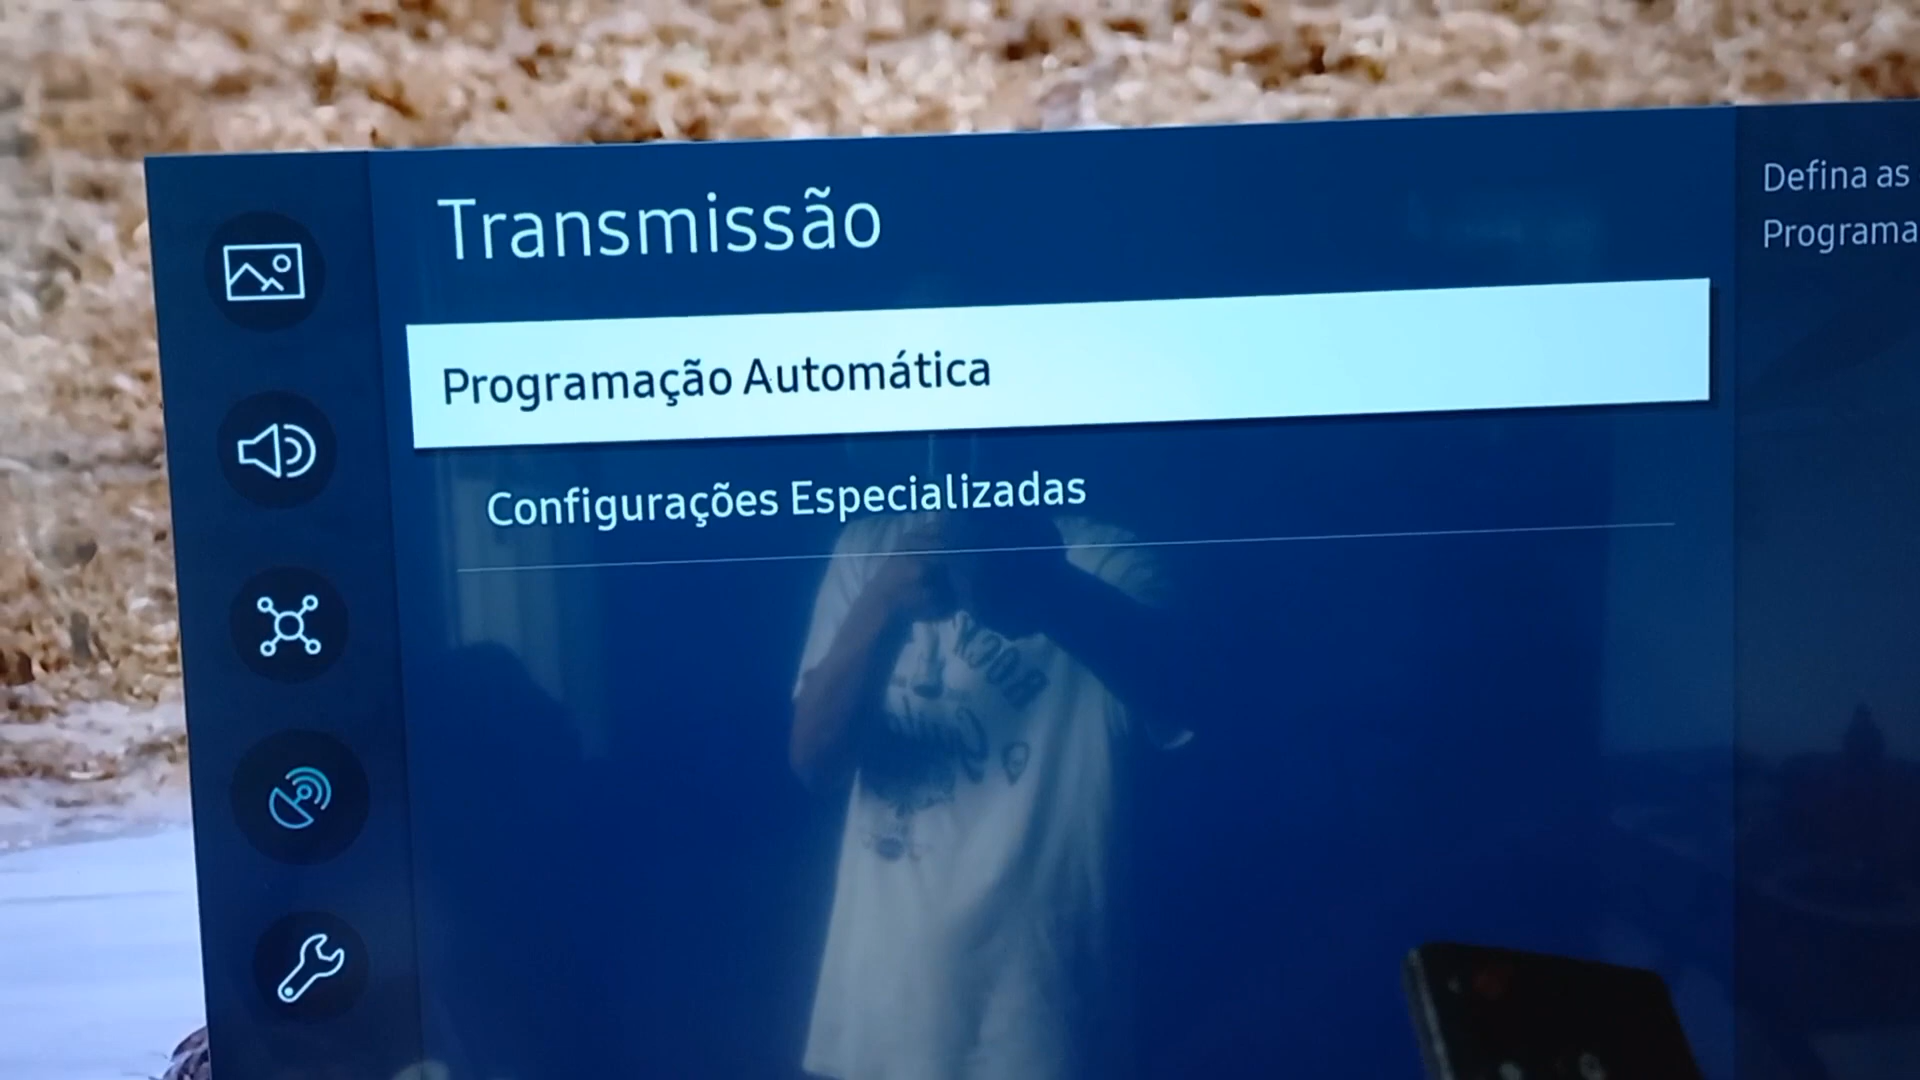 Transmissão
Programação Automática
Configurações Especializadas
Defina as
Programa